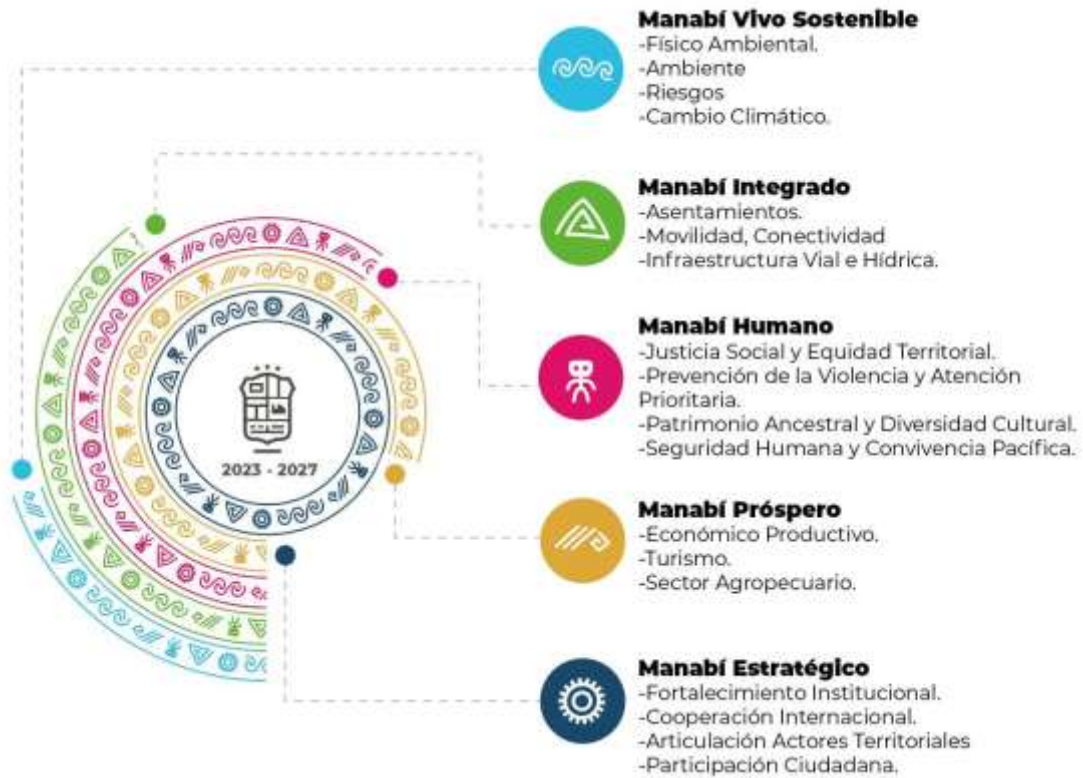 Manabí Vivo Sostenible
-Físico Ambiental.
-Ambiente
-Riesgos
-Cambio Climático.
Manabí Integrado
-Asentamientos.
-Movilidad, Conectividad
-Infraestructura Vial e Hídrica.
Manabí Humano
-Justicia Social y Equidad Territorial.
-Prevención de la Violencia y Atención
Prioritaria.
-Patrimonio Ancestral y Diversidad Cultural.
-Seguridad Humana y Convivencia Pacífica.
2023 - 2027
Manabí Próspero
-Económico Productivo.
-Turismo.
-Sector Agropecuario.
Manabí Estratégico
-Fortalecimiento Institucional.
-Cooperación Internacional.
-Articulación Actores Territoriales
-Participación Ciudadana.